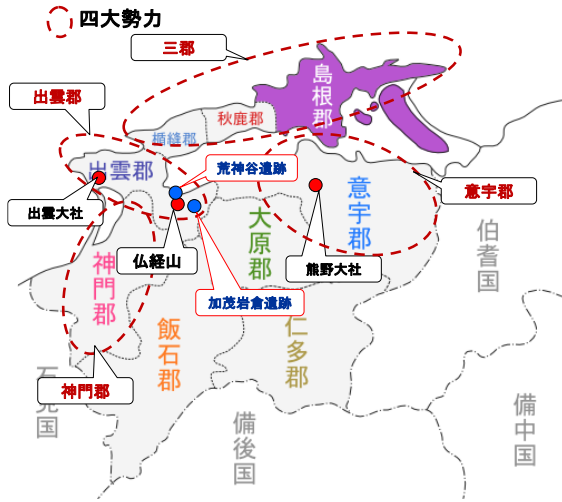 四大勢力
三郡
島根郡
出雲郡
秋鹿郡
楯縫郡
出雲郡
荒神谷遺跡
意宇郡
意宇郡
出雲大社
大原郡
伯耆国
仏経山
熊野大社
神門郡
加茂岩倉遺跡
飯石郡
仁多郡
神門郡
石見国
備後国
備中国